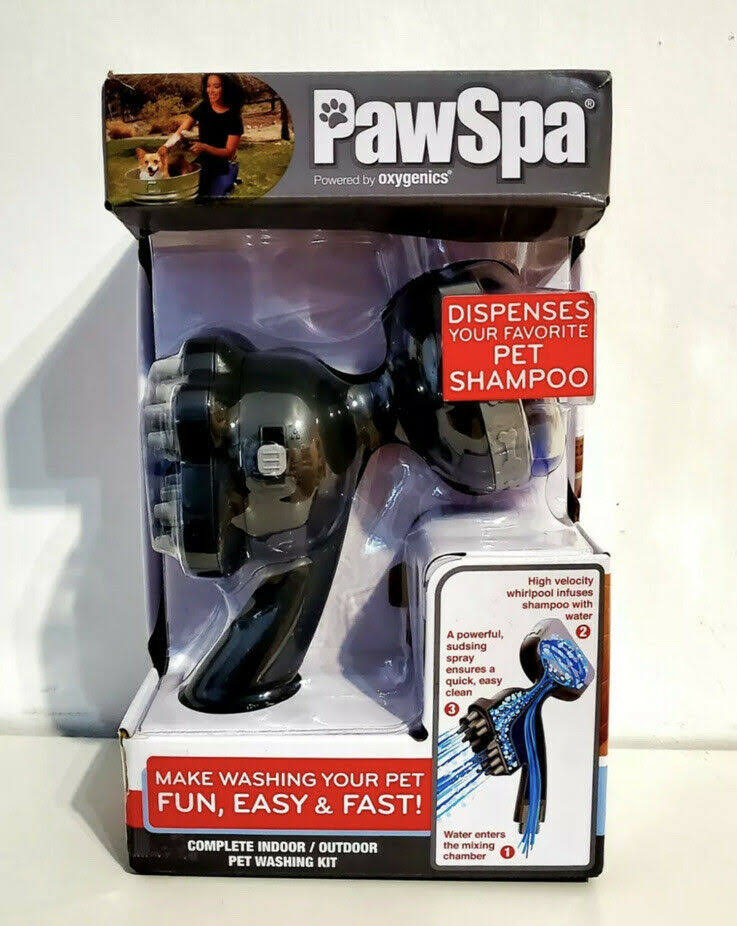 PawSpa®
Powered by oxygenics®
DISPENSES
YOUR FAVORITE
PET
SHAMPOO
High velocity
whirlpool infuses
shampoo with
water
2
A powerful,
sudsing
spray
ensures a
quick, easy
clean
3
Water enters
the mixing
chamber 1
MAKE WASHING YOUR PET
FUN, EASY & FAST!
COMPLETE INDOOR / OUTDOOR
PET WASHING KIT